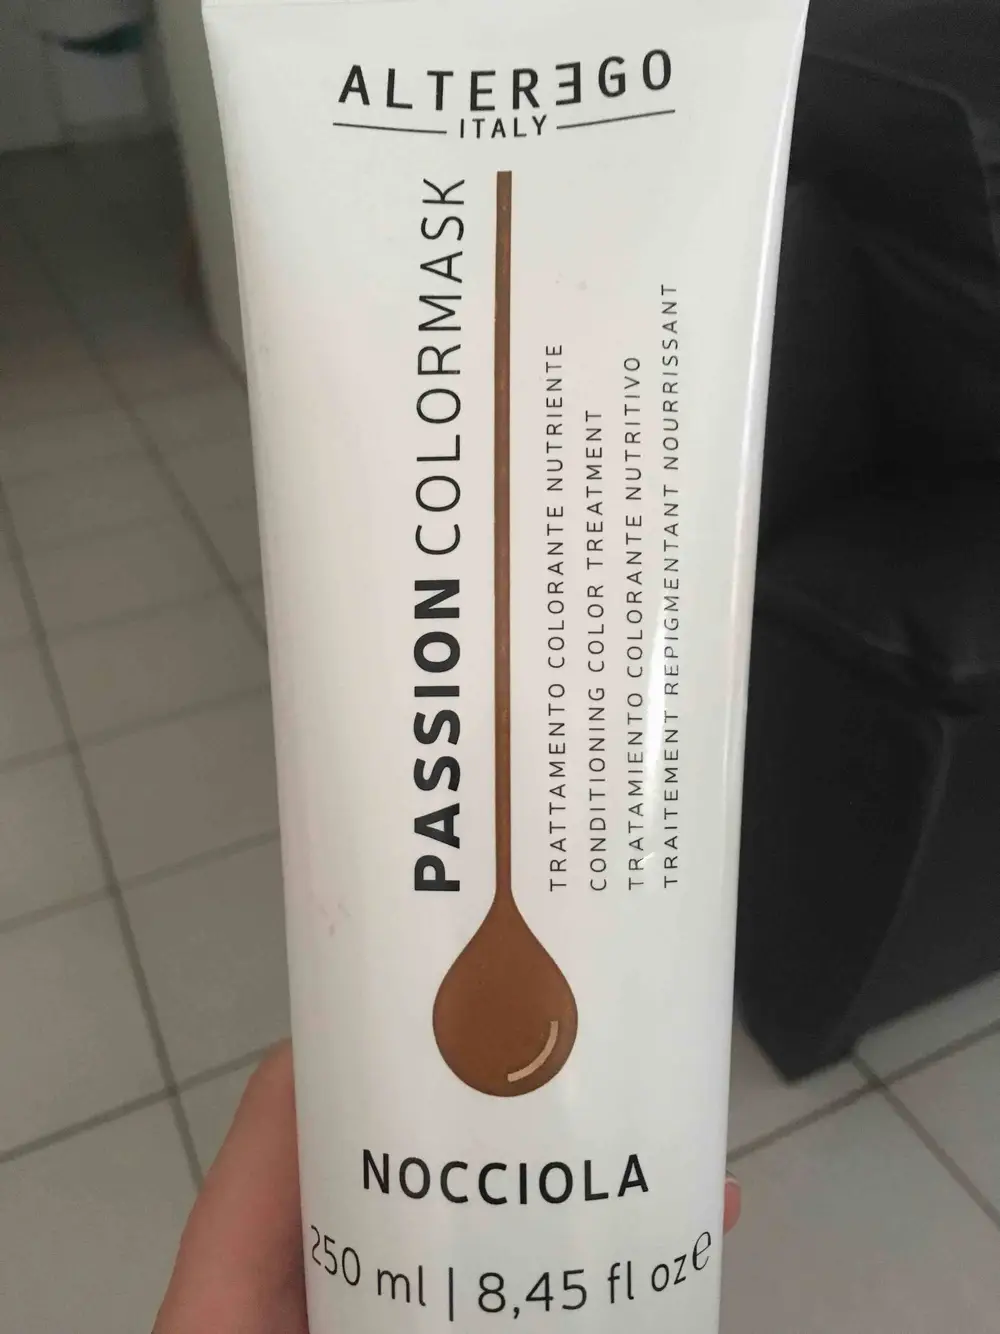 ALTERƎGO
ITALY
PASSION COLORMASK
TRATTAMENTO COLORANTE NUTRIENTE
CONDITIONING COLOR TREATMENT
TRATAMIENTO COLORANTE NUTRITIVO
TRAITEMENT REPIGMENTANT NOURRISSANT
NOCCIOLA
250 ml | 8,45 fl oz ℮